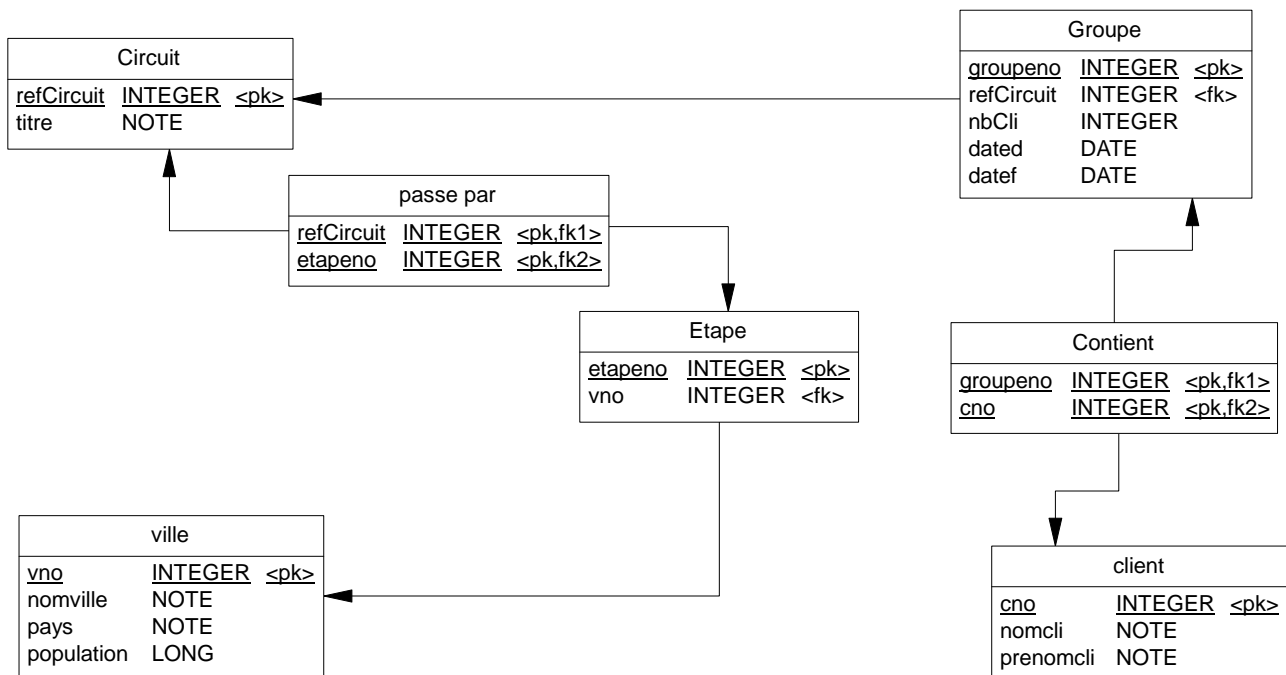 Circuit
refCircuit INTEGER <pk>
titre NOTE
Groupe
groupeno INTEGER <pk>
refCircuit INTEGER <fk>
nbCli INTEGER
dated DATE
datef DATE
passe par
refCircuit INTEGER <pk,fk1>
etapeno INTEGER <pk,fk2>
Etape
etapeno INTEGER <pk>
vno INTEGER <fk>
Contient
groupeno INTEGER <pk,fk1>
cno INTEGER <pk,fk2>
ville
vno INTEGER <pk>
nomville NOTE
pays NOTE
population LONG
client
cno INTEGER <pk>
nomcli NOTE
prenomcli NOTE